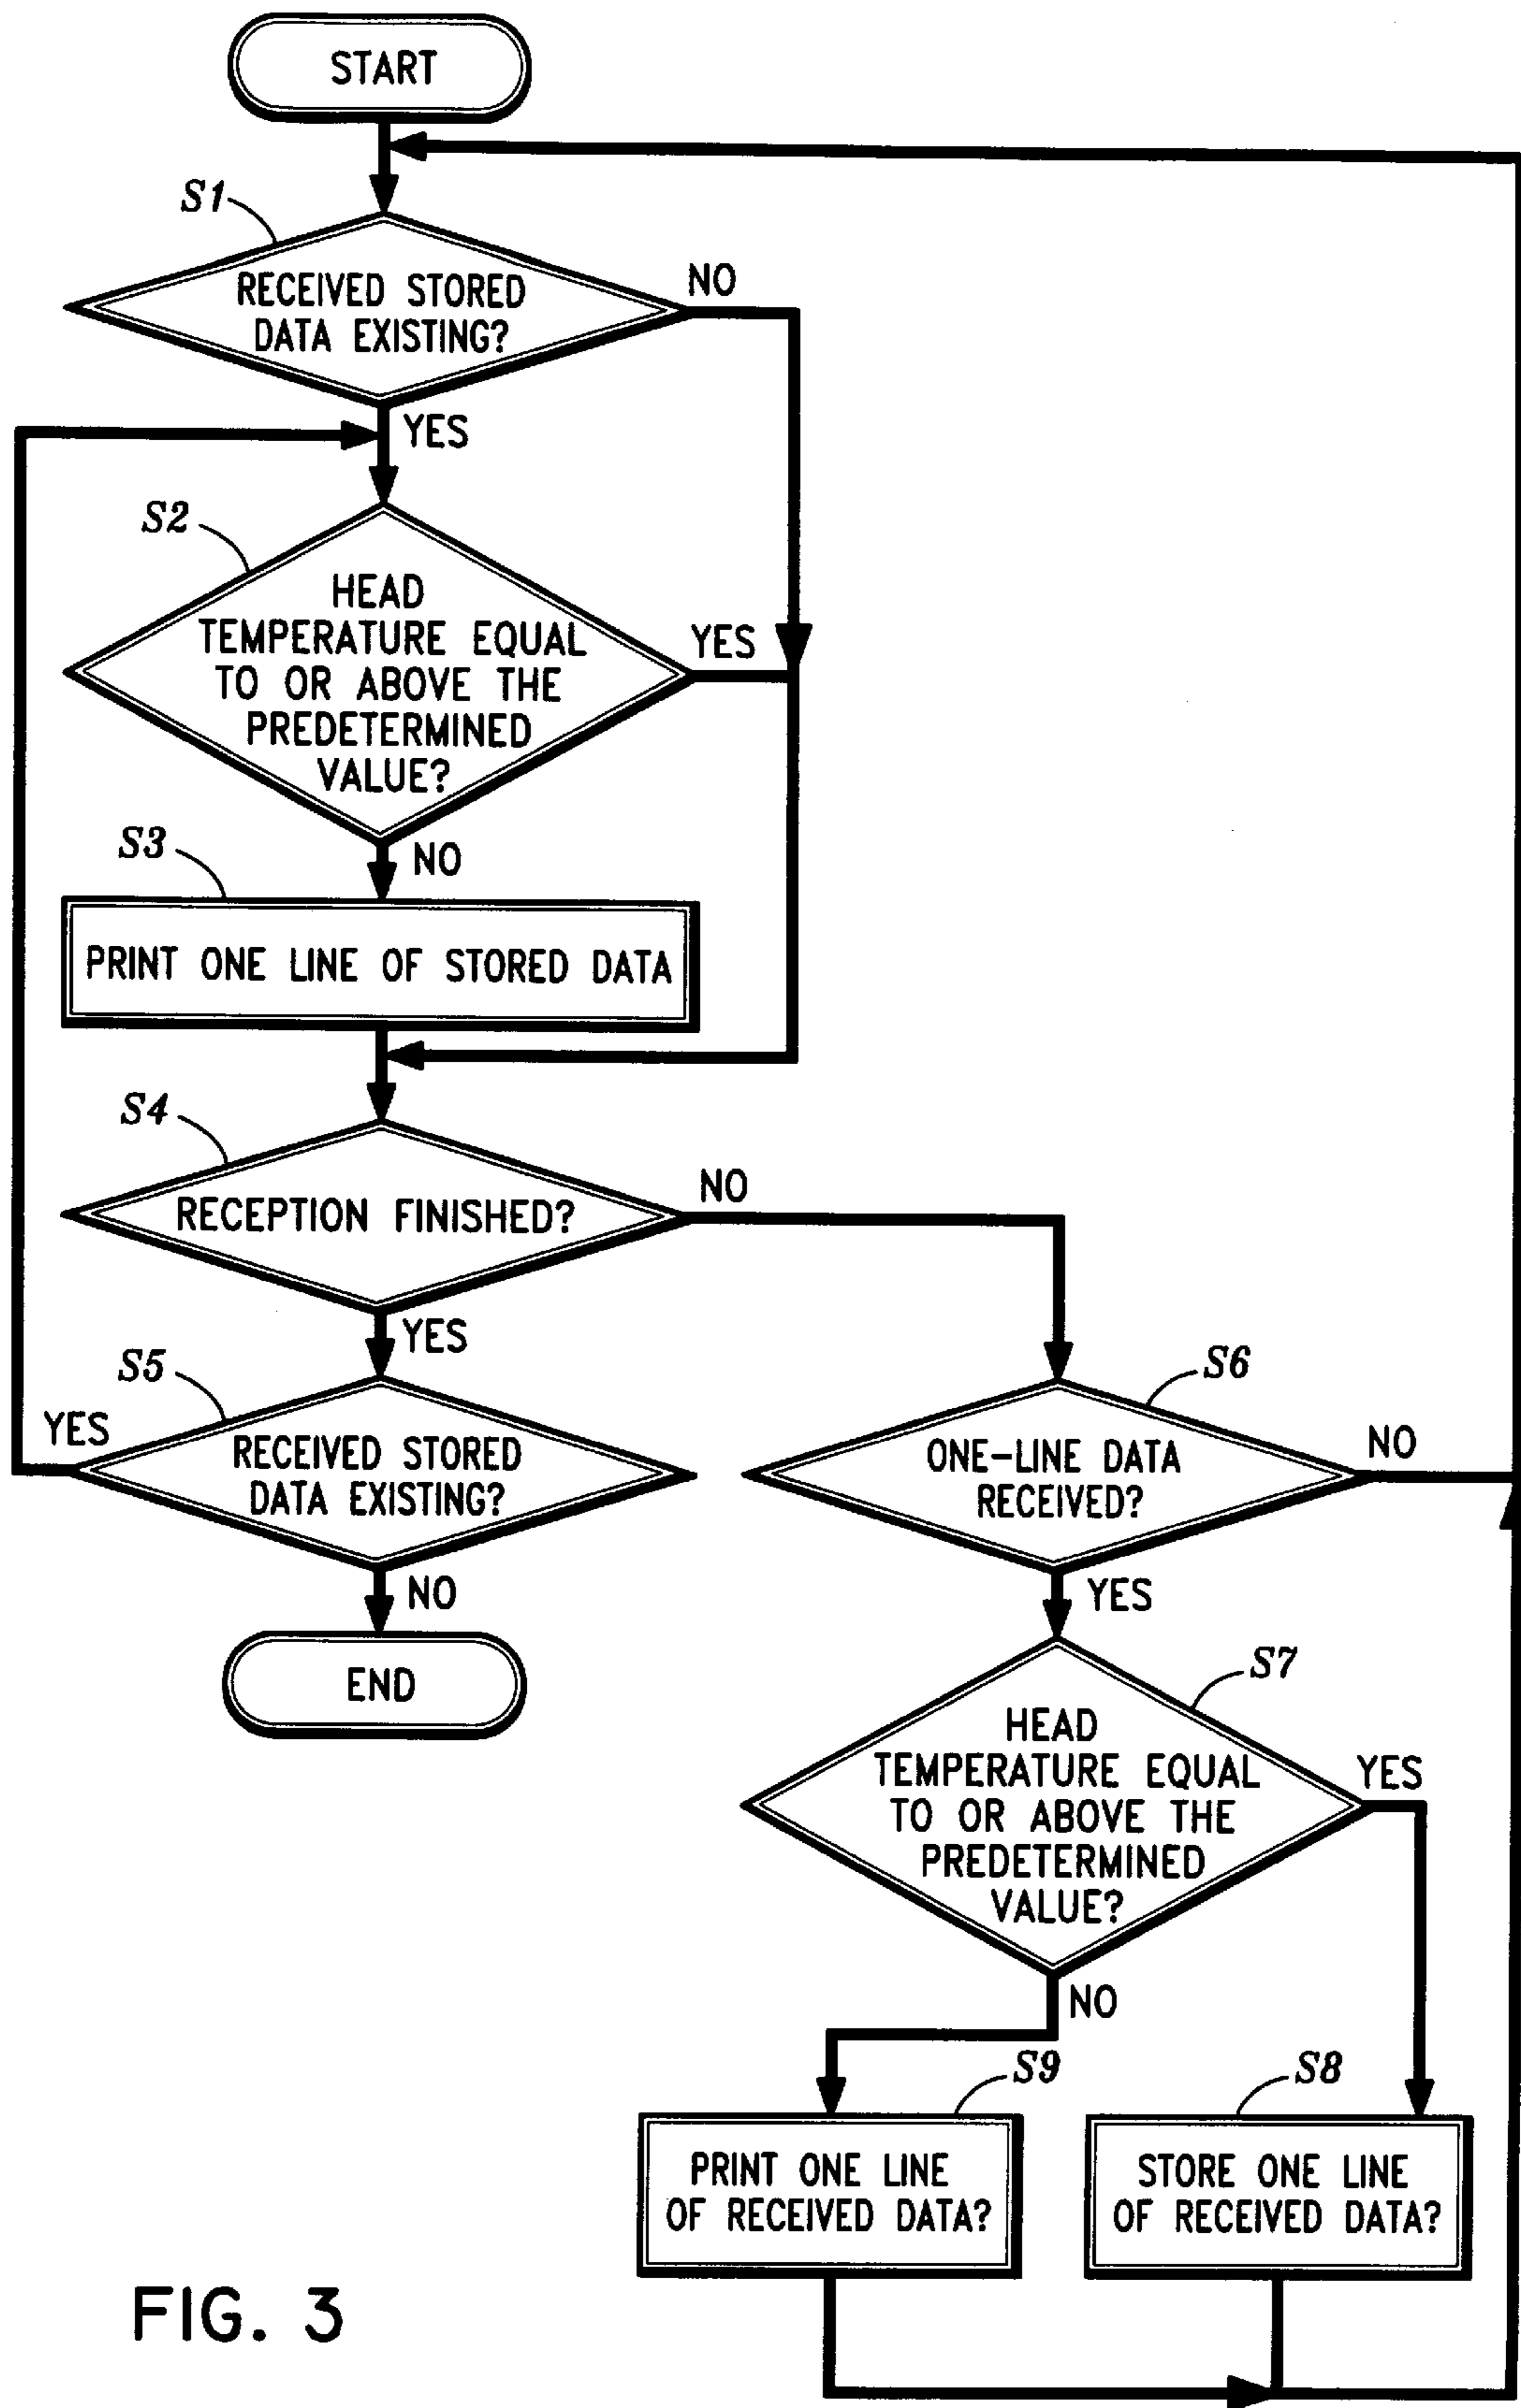 START
S1
RECEIVED STORED
DATA EXISTING?
NO
YES
S2
HEAD
TEMPERATURE EQUAL
TO OR ABOVE THE
PREDETERMINED
VALUE?
YES
NO
S3
PRINT ONE LINE OF STORED DATA
S4
RECEPTION FINISHED?
NO
YES
S5
YES
RECEIVED STORED
DATA EXISTING?
NO
END
S6
ONE-LINE DATA
RECEIVED?
NO
YES
S7
HEAD
TEMPERATURE EQUAL
TO OR ABOVE THE
PREDETERMINED
VALUE?
YES
NO
S9
PRINT ONE LINE
OF RECEIVED DATA?
S8
STORE ONE LINE
OF RECEIVED DATA?
FIG. 3